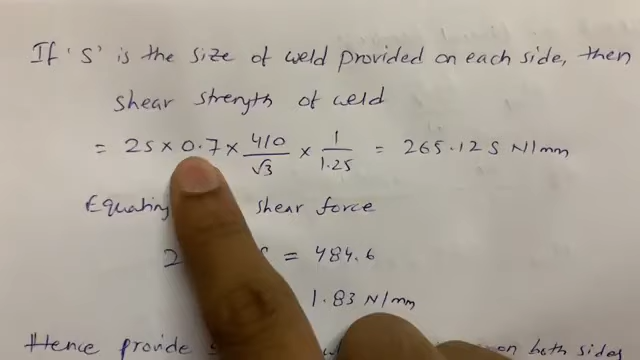 If 'S' is the size of weld provided on each side, then
shear strength of weld
= 2S × 0.7 × 410/√3 × 1/1.25 = 265.12 S N/mm
Equating shear force
2 = 484.6
1.83 N/mm
Hence provide on both sides